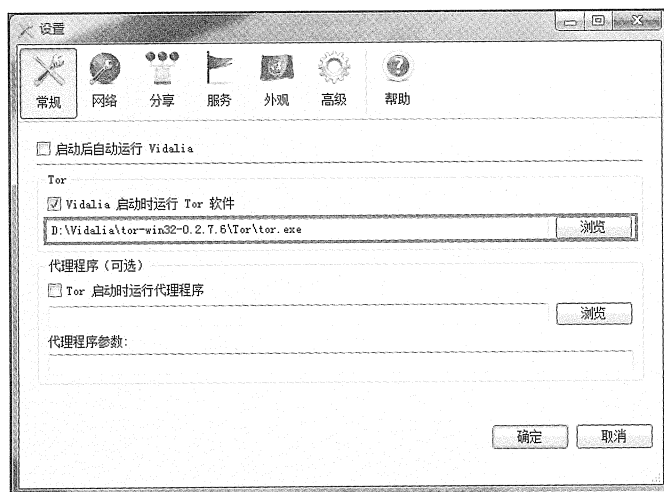 设置
常规 网络 分享 服务 外观 高级 帮助
启动后自动运行 Vidalia
Tor
Vidalia 启动时运行 Tor 软件
D:\Vidalia\tor-win32-0.2.7.6\Tor\tor.exe 浏览
代理程序（可选）
Tor 启动时运行代理程序
浏览
代理程序参数:
确定 取消